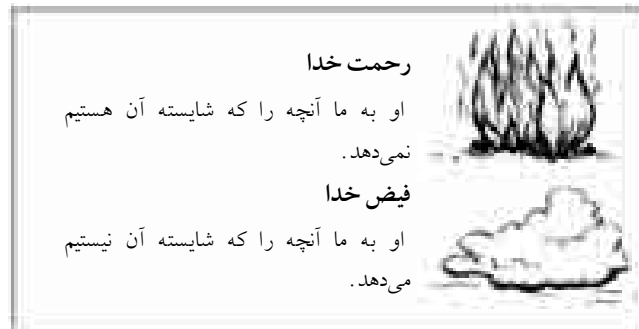 رحمت خدا
او به ما آنچه را که شایسته آن هستیم
نمی‌دهد.
فیض خدا
او به ما آنچه را که شایسته آن نیستیم
می‌دهد.